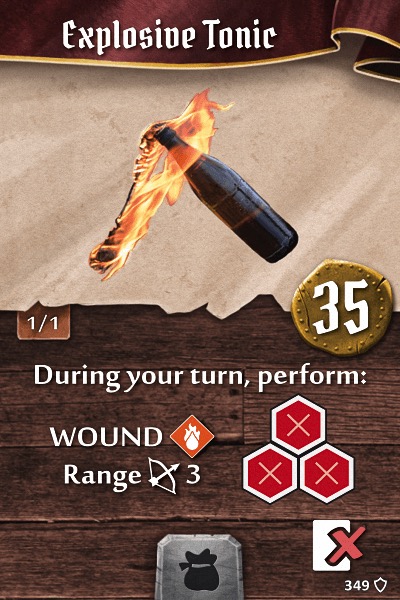 Explosive Tonic
1/1
35
During your turn, perform:
WOUND
Range 3
349